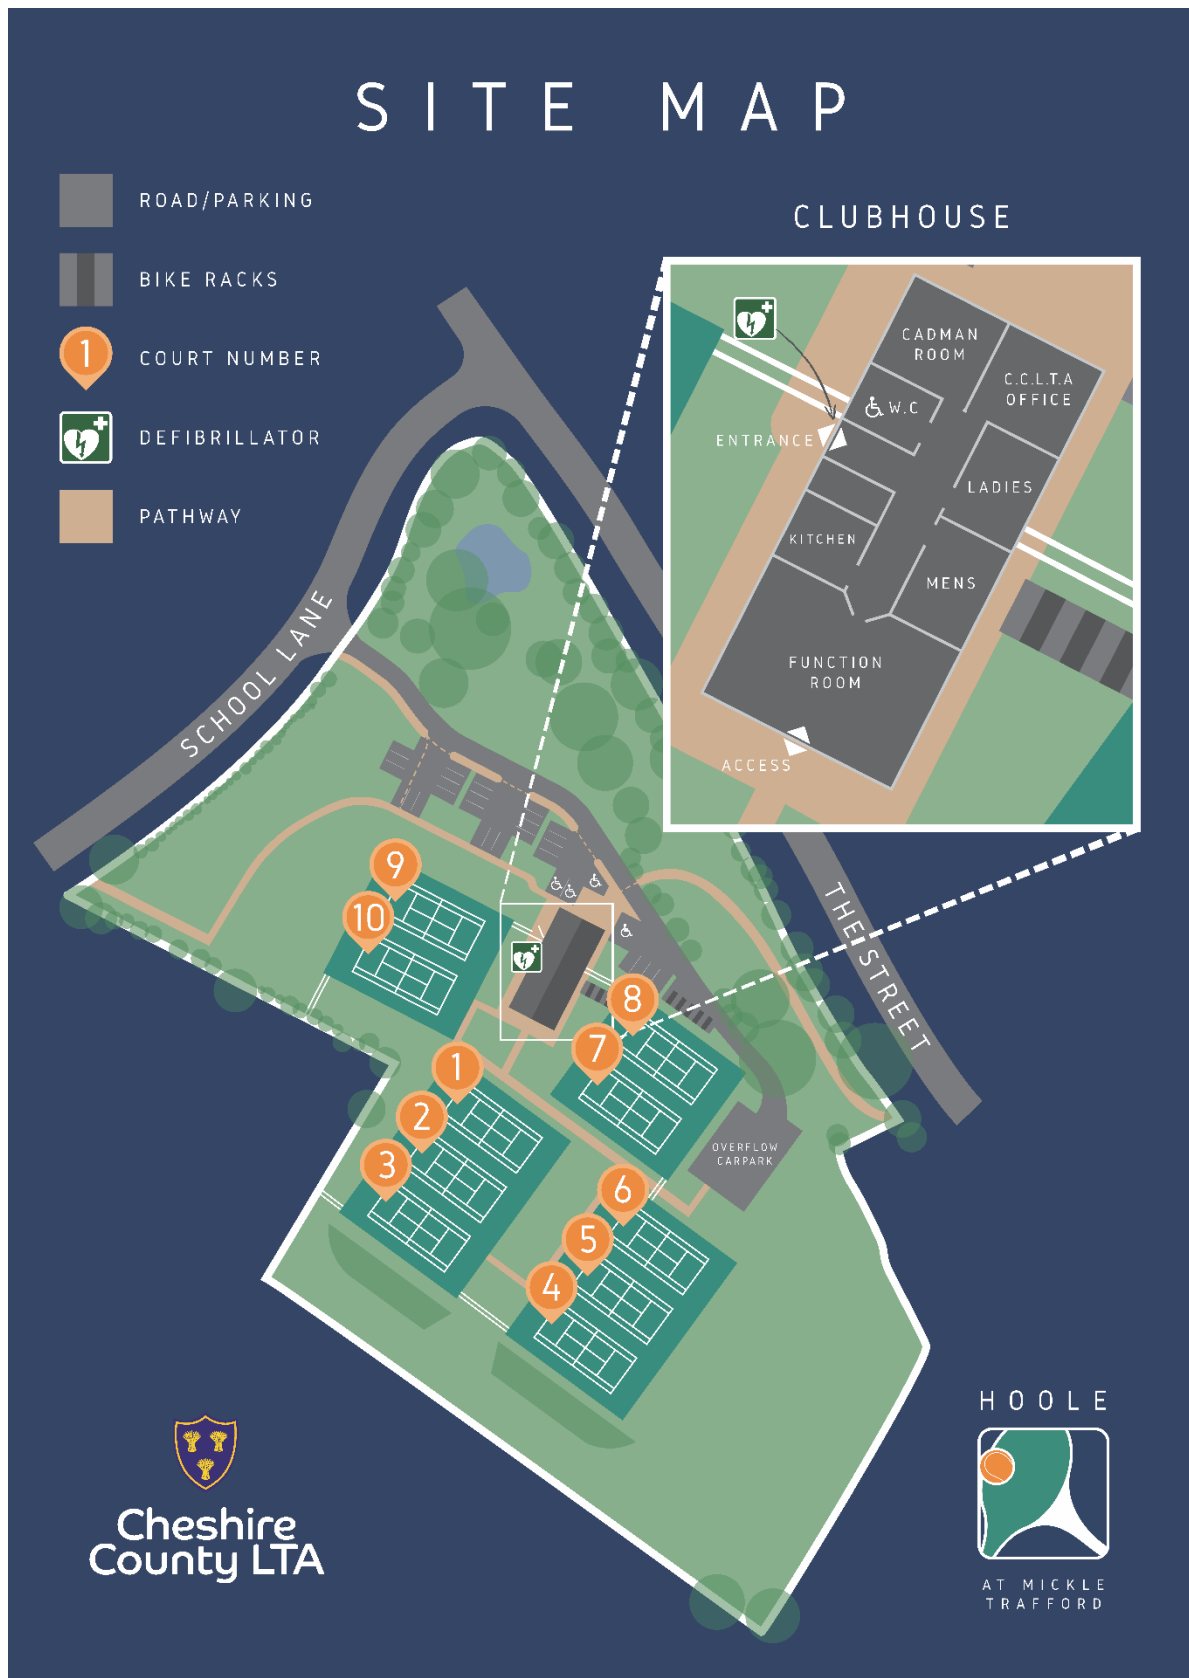 SITE MAP
ROAD/PARKING
BIKE RACKS
1
COURT NUMBER
DEFIBRILLATOR
PATHWAY
CLUBHOUSE
CADMAN
ROOM
C.C.L.T.A
OFFICE
W.C
ENTRANCE
LADIES
KITCHEN
MENS
FUNCTION
ROOM
ACCESS
SCHOOL LANE
THE STREET
9
10
8
7
1
2
3
6
5
4
OVERFLOW
CARPARK
Cheshire
County LTA
HOOLE
AT MICKLE
TRAFFORD